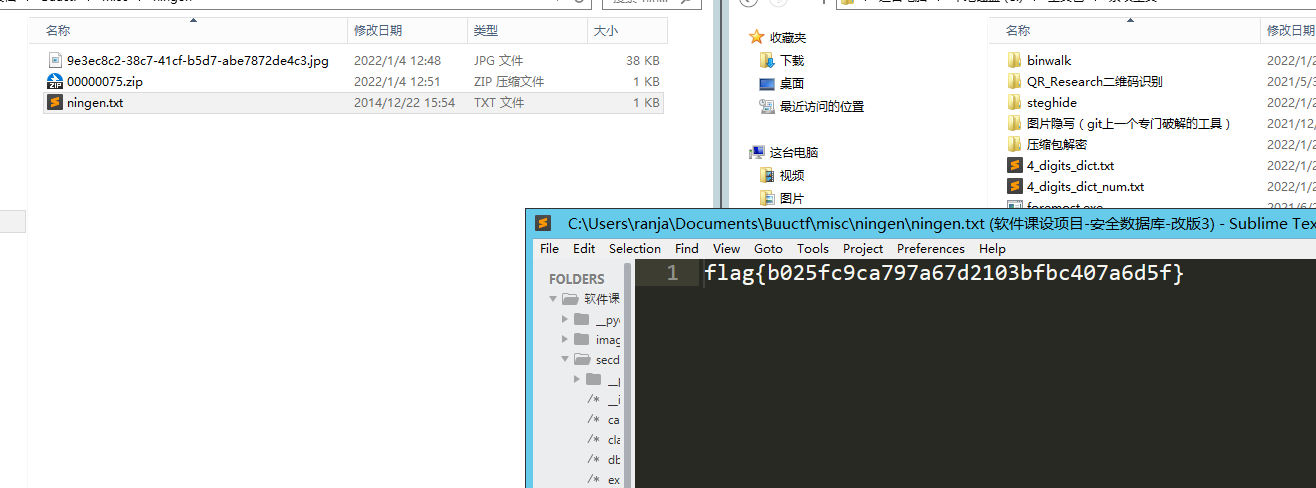 名称 修改日期 类型 大小
9e3ec8c2-38c7-41cf-b5d7-abe7872de4c3.jpg 2022/1/4 12:48 JPG 文件 38 KB
00000075.zip 2022/1/4 12:51 ZIP 压缩文件 1 KB
ningen.txt 2014/12/22 15:54 TXT 文件 1 KB
收藏夹
下载
桌面
最近访问的位置
这台电脑
视频
图片
名称 修改日期
binwalk 2022/1/2
QR_Research二维码识别 2021/5/3
steghide 2022/1/2
图片隐写（git上一个专门破解的工具） 2021/12/
压缩包解密 2022/1/2
4_digits_dict.txt 2022/1/2
4_digits_dict_num.txt 2022/1/2
foremost.exe
C:\Users\ranja\Documents\Buuctf\misc\ningen\ningen.txt (软件课设项目-安全数据库-改版3) - Sublime Tex
File Edit Selection Find View Goto Tools Project Preferences Help
FOLDERS
软件课
__pyc
imag
secd
/* ca
/* cla
/* db
/* ex
1 flag{b025fc9ca797a67d2103bfbc407a6d5f}